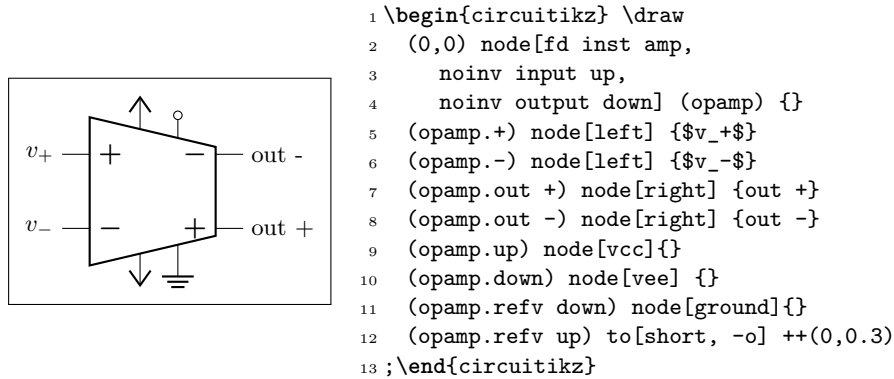 v+ + − out -
v− − + out +
1 \begin{circuitikz} \draw
2 (0,0) node[fd inst amp,
3 noinv input up,
4 noinv output down] (opamp) {}
5 (opamp.+) node[left] {$v_+$}
6 (opamp.-) node[left] {$v_-$}
7 (opamp.out +) node[right] {out +}
8 (opamp.out -) node[right] {out -}
9 (opamp.up) node[vcc]{}
10 (opamp.down) node[vee] {}
11 (opamp.refv down) node[ground]{}
12 (opamp.refv up) to[short, -o] ++(0,0.3)
13 ;\end{circuitikz}